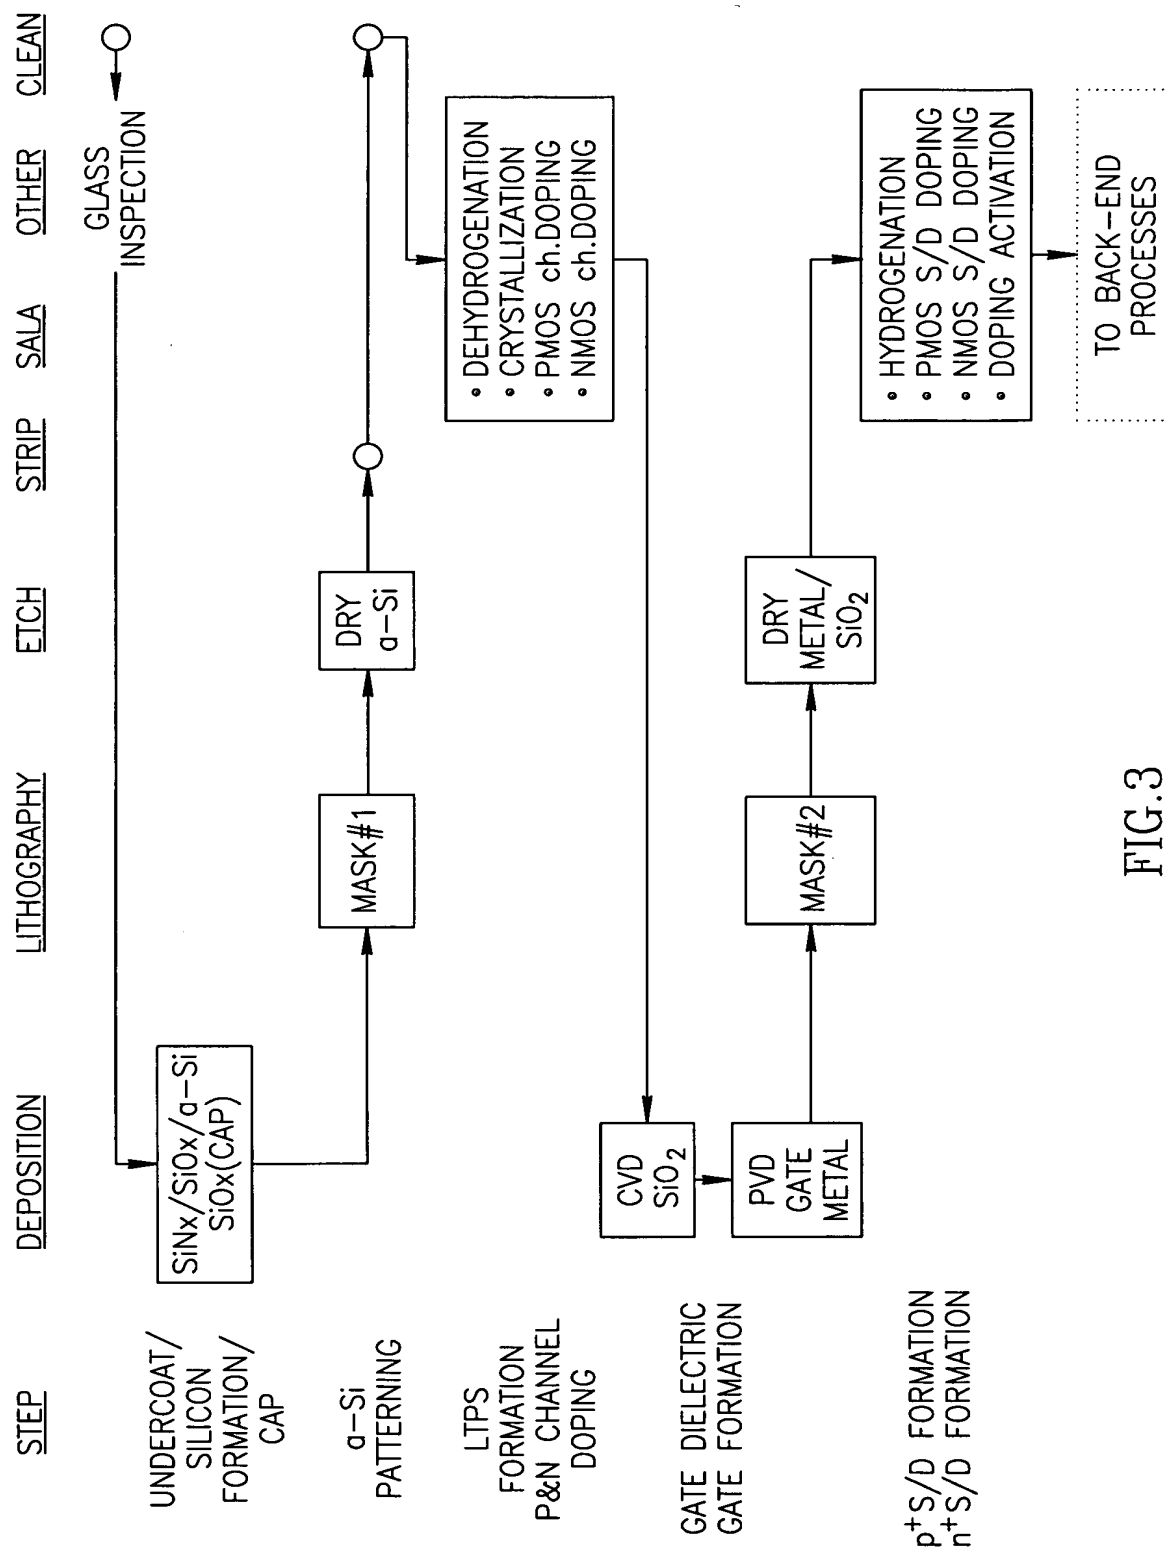 STEP
DEPOSITION
LITHOGRAPHY
ETCH
STRIP
SALA
OTHER
CLEAN
GLASS
INSPECTION
UNDERCOAT/
SILICON
FORMATION/
CAP
SiNx/SiOx/a-Si
SiOx(CAP)
a-Si
PATTERNING
MASK#1
DRY
a-Si
LTPS
FORMATION
P&N CHANNEL
DOPING
• DEHYDROGENATION
• CRYSTALLIZATION
• PMOS ch.DOPING
• NMOS ch.DOPING
GATE DIELECTRIC
GATE FORMATION
CVD
SiO₂
PVD
GATE
METAL
MASK#2
DRY
METAL/
SiO₂
p⁺S/D FORMATION
n⁺S/D FORMATION
• HYDROGENATION
• PMOS S/D DOPING
• NMOS S/D DOPING
• DOPING ACTIVATION
TO BACK-END
PROCESSES
FIG.3